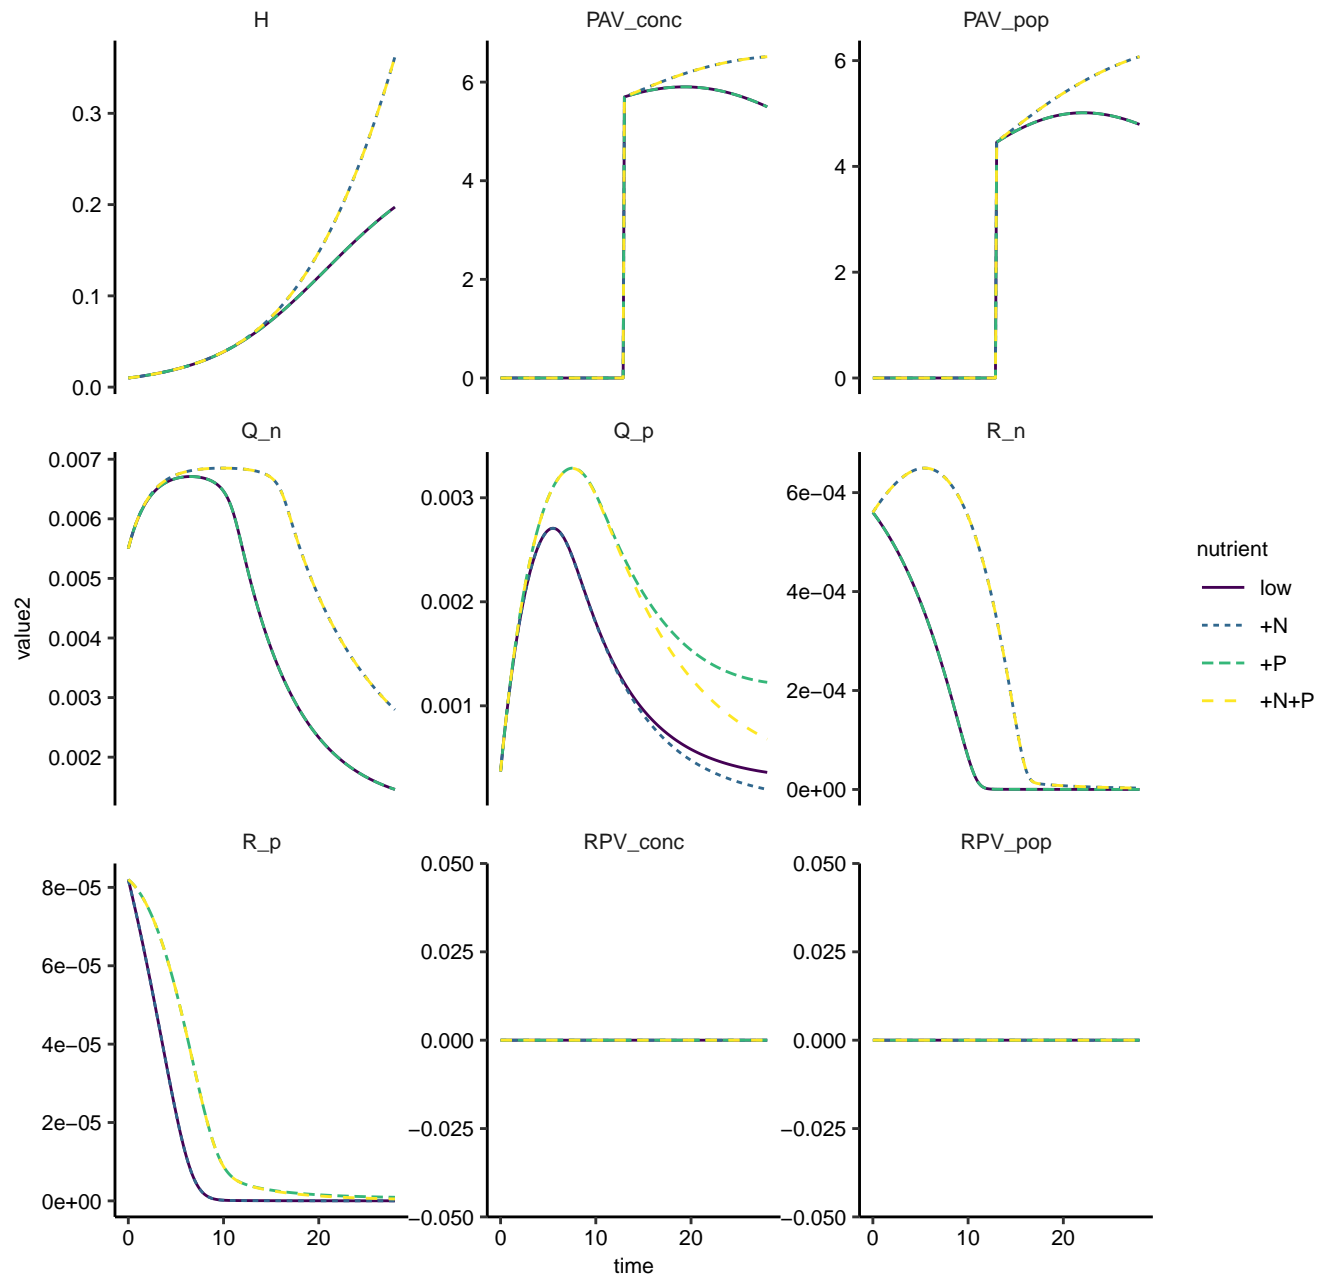 H
PAV_conc
PAV_pop
0.3
0.2
0.1
0.0
6
4
2
0
6
4
2
0
Q_n
Q_p
R_n
0.007
0.006
0.005
0.004
0.003
0.002
0.003
0.002
0.001
6e−04
4e−04
2e−04
0e+00
value2
nutrient
low
+N
+P
+N+P
R_p
RPV_conc
RPV_pop
8e−05
6e−05
4e−05
2e−05
0e+00
0.050
0.025
0.000
−0.025
−0.050
0.050
0.025
0.000
−0.025
−0.050
0 10 20
0 10 20
0 10 20
time